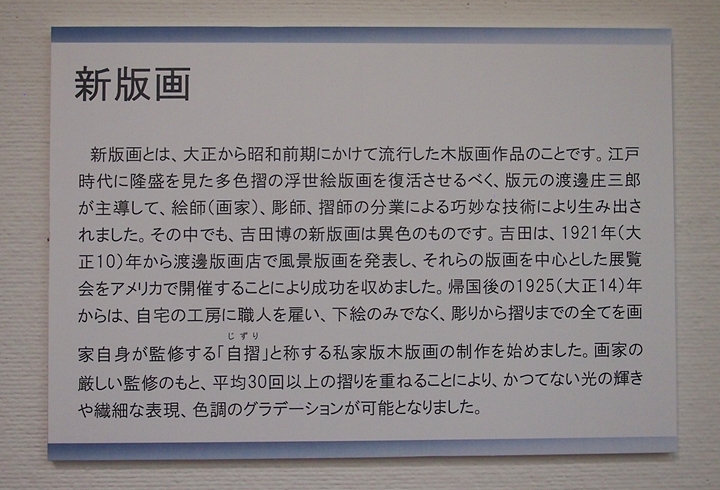 新版画
新版画とは、大正から昭和前期にかけて流行した木版画作品のことです。江戸
時代に隆盛を見た多色摺の浮世絵版画を復活させるべく、版元の渡邊庄三郎
が主導して、絵師(画家)、彫師、摺師の分業による巧妙な技術により生み出さ
れました。その中でも、吉田博の新版画は異色のものです。吉田は、1921年(大
正10)年から渡邊版画店で風景版画を発表し、それらの版画を中心とした展覧
会をアメリカで開催することにより成功を収めました。帰国後の1925(大正14)年
からは、自宅の工房に職人を雇い、下絵のみでなく、彫りから摺りまでの全てを画
じずり
家自身が監修する「自摺」と称する私家版木版画の制作を始めました。画家の
厳しい監修のもと、平均30回以上の摺りを重ねることにより、かつてない光の輝き
や繊細な表現、色調のグラデーションが可能となりました。